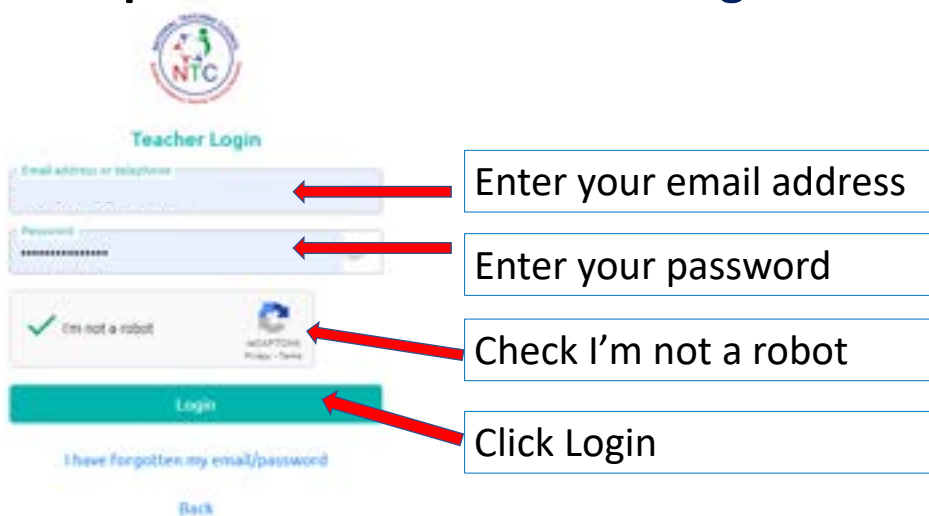 NTC
Teacher Login
Email address or telephone
Enter your email address
Password
Enter your password
I'm not a robot
reCAPTCHA
Privacy - Terms
Check I’m not a robot
Login
Click Login
I have forgotten my email/password
Back